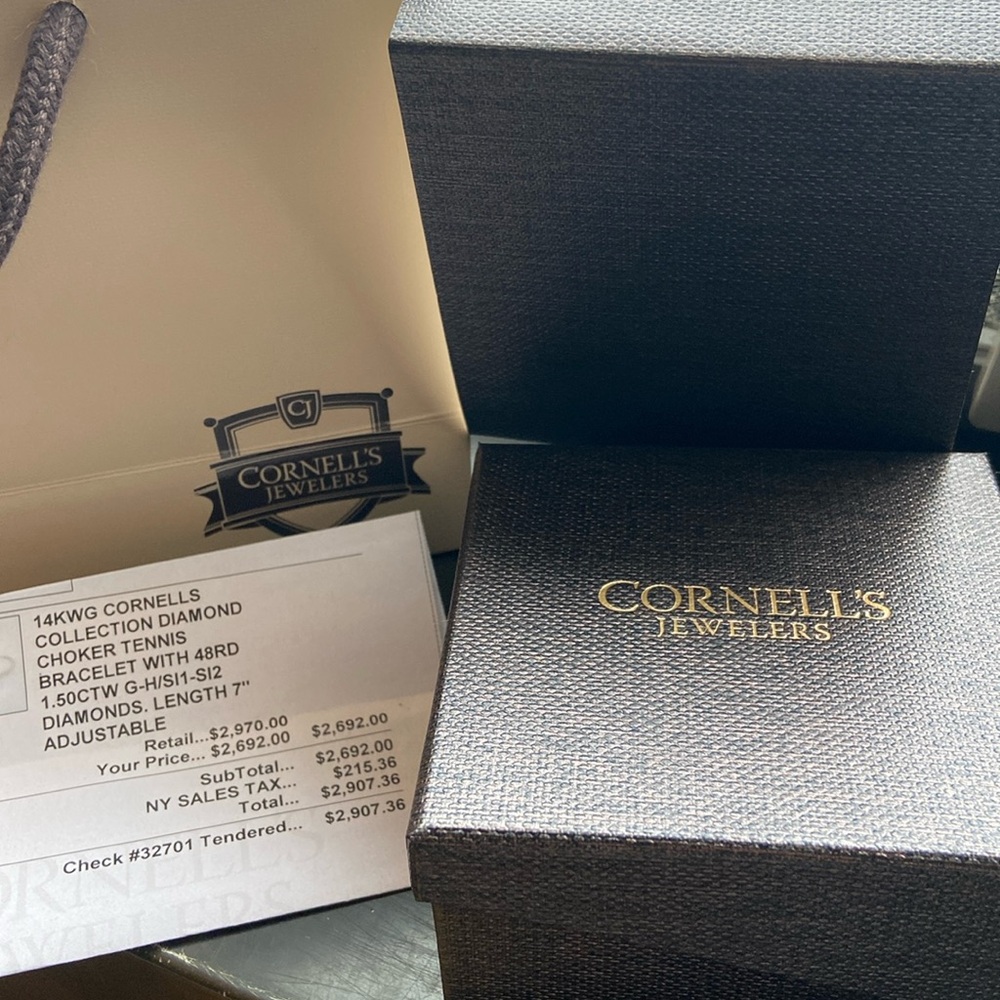 CJ
CORNELL'S
JEWELERS
CORNELL'S
JEWELERS
14KWG CORNELLS
COLLECTION DIAMOND
CHOKER TENNIS
BRACELET WITH 48RD
1.50CTW G-H/SI1-SI2
DIAMONDS. LENGTH 7"
ADJUSTABLE
Retail...$2,970.00
Your Price... $2,692.00 $2,692.00
SubTotal... $2,692.00
NY SALES TAX... $215.36
Total... $2,907.36
Check #32701 Tendered... $2,907.36
ORNELL'S
JEWELERS